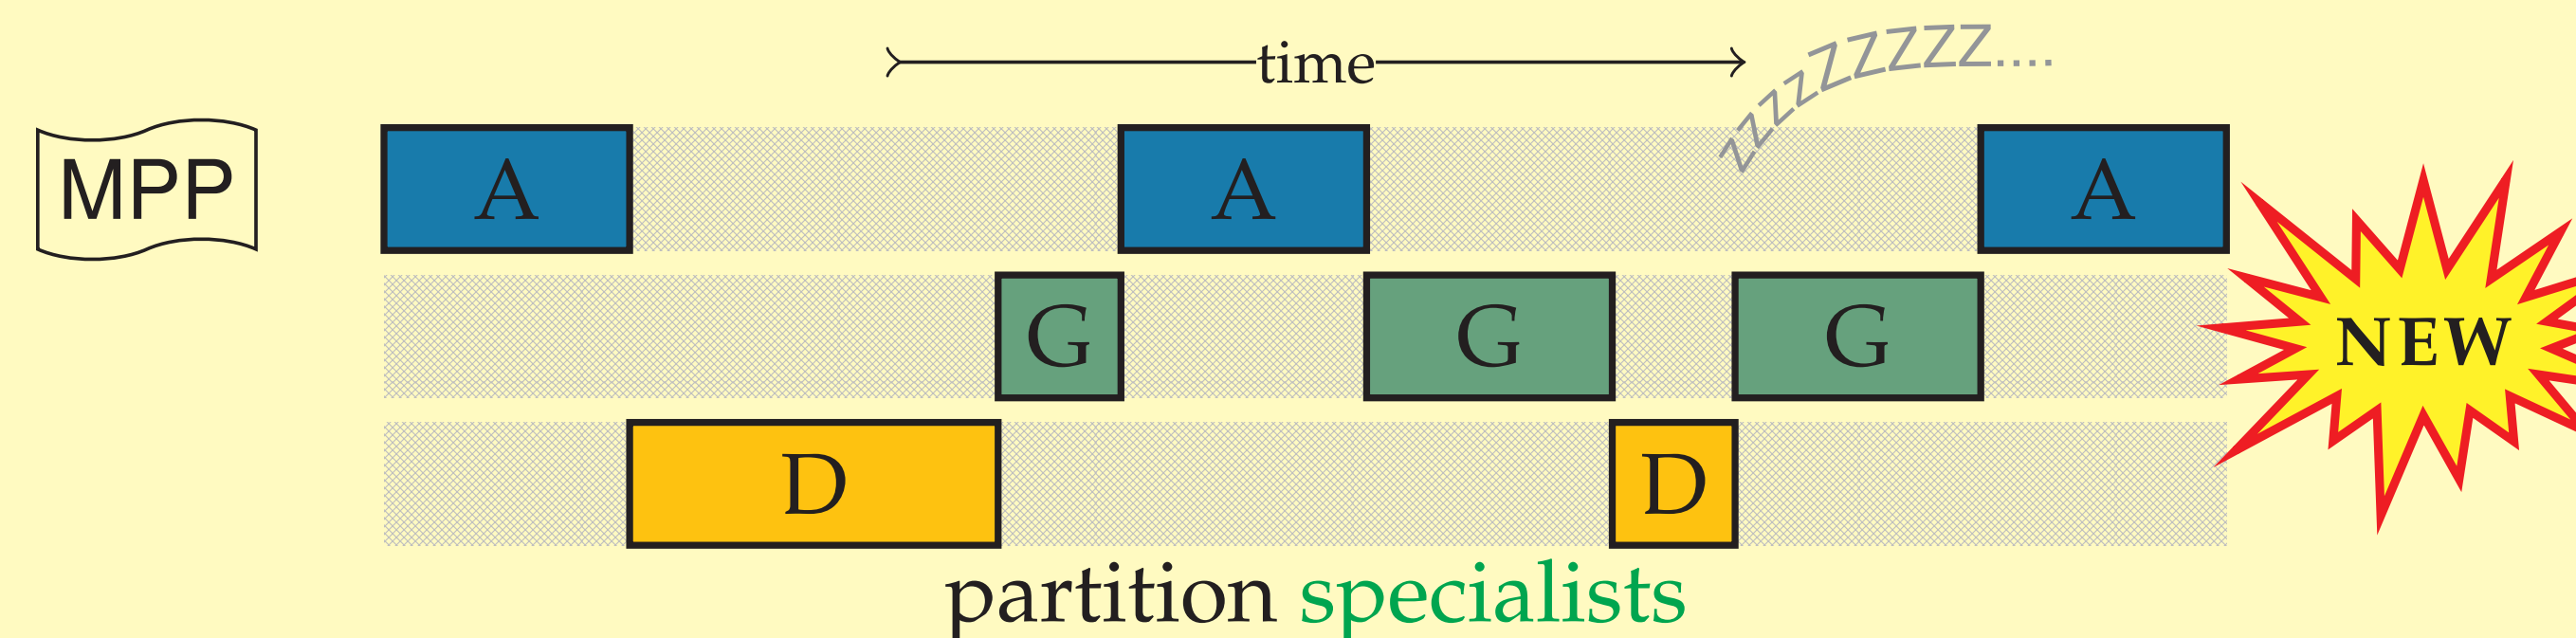 time
zzzzZZZZZ....
MPP
A A A
G G G
NEW
D D
partition specialists